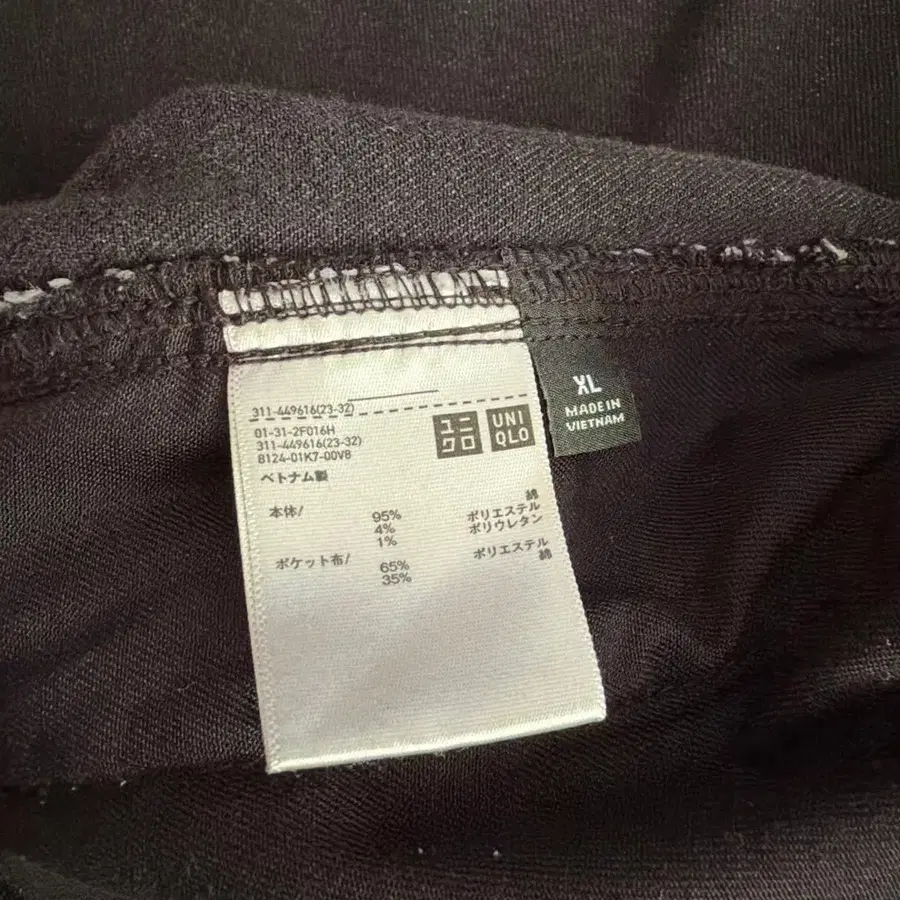 311-449616(23-32)
01-31-2F016H
311-449616(23-32)
8124-01K7-00V8
ユニ
クロ
UNI
QLO
XL
MADE IN
VIETNAM
ベトナム製
本体/ 95% 綿
4% ポリエステル
1% ポリウレタン
ポケット布/ 65% ポリエステル
35% 綿